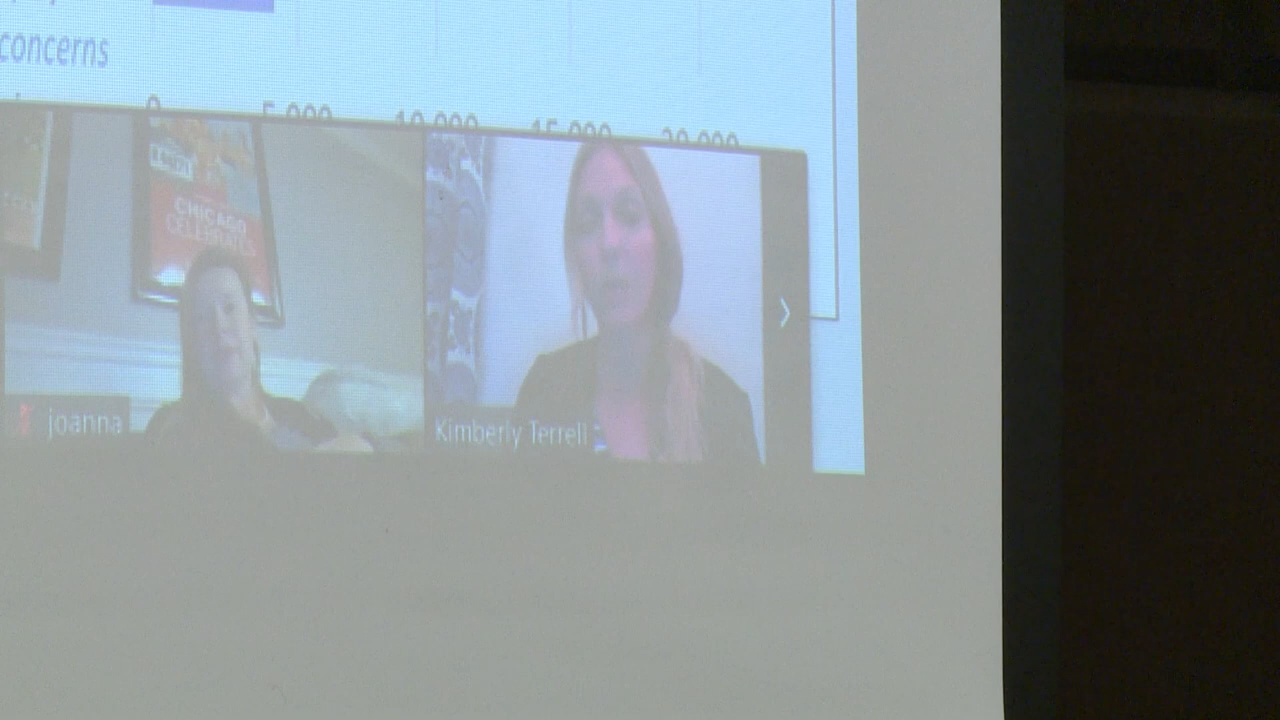 concerns
0 5,000 10,000 15,000 20,000
CHICAGO
CELEBRATES
joanna
Kimberly Terrell